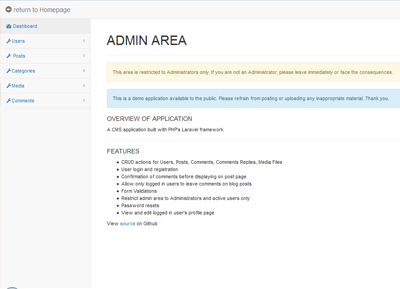 return to Homepage
Dashboard
Users
Posts
Categories
Media
Comments
ADMIN AREA
This area is restricted to Administrators only. If you are not an Administrator, please leave immediately or face the consequences.
This is a demo application available to the public. Please refrain from posting or uploading any inappropriate material. Thank you.
OVERVIEW OF APPLICATION
A CMS application built with PHP's Laravel framework.
FEATURES
CRUD actions for Users, Posts, Comments, Comments Replies, Media Files
User login and registration
Confirmation of comments before displaying on post page
Allow only logged in users to leave comments on blog posts
Form Validations
Restrict admin area to Administrators and active users only
Password resets
View and edit logged in user's profile page
View source on Github